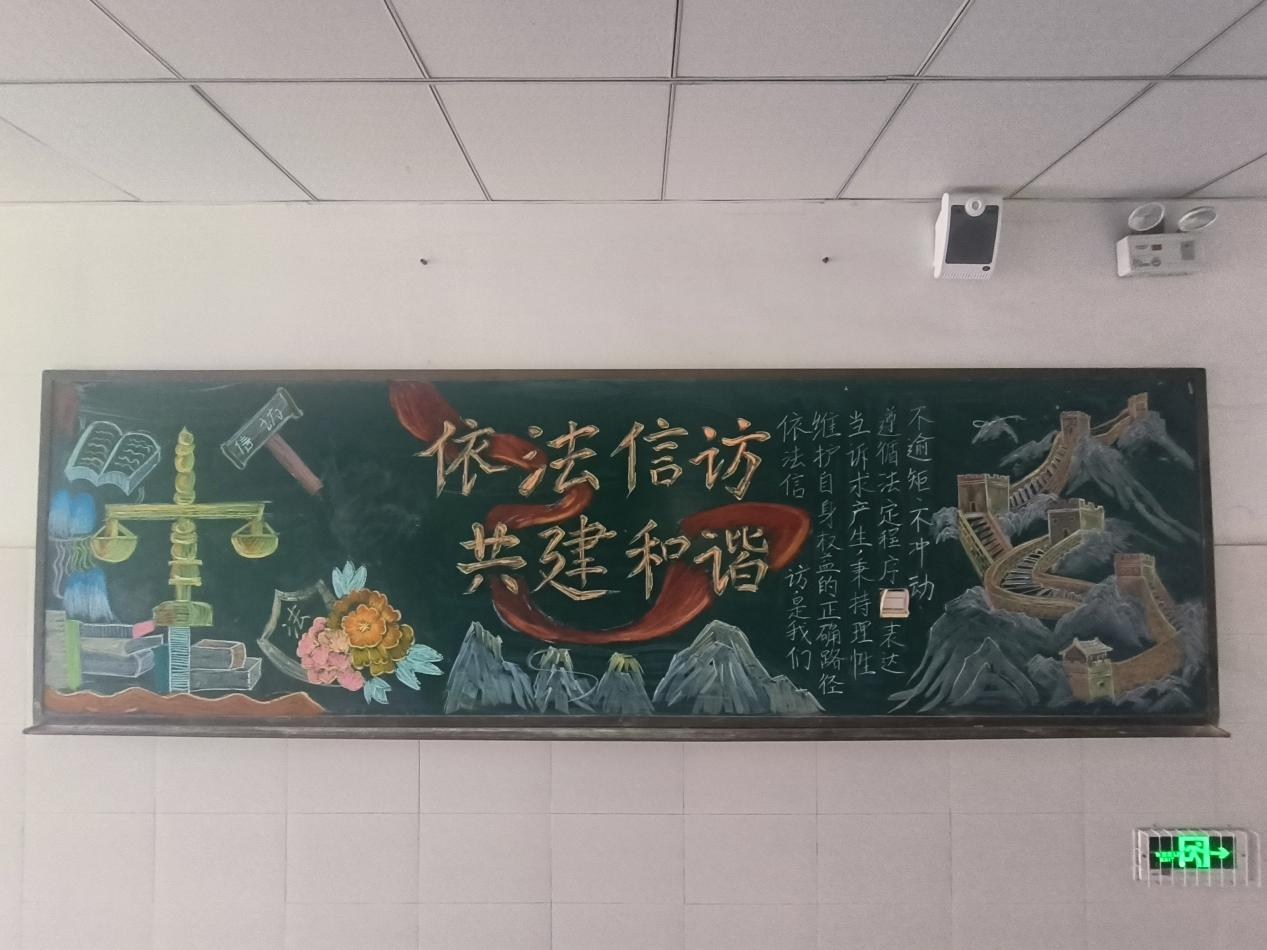 信访
法
依法信访
共建和谐
依法信访是我们
维护自身权益的正确路径
当诉求产生,秉持理性
遵循法定程序表达
不逾矩不冲动